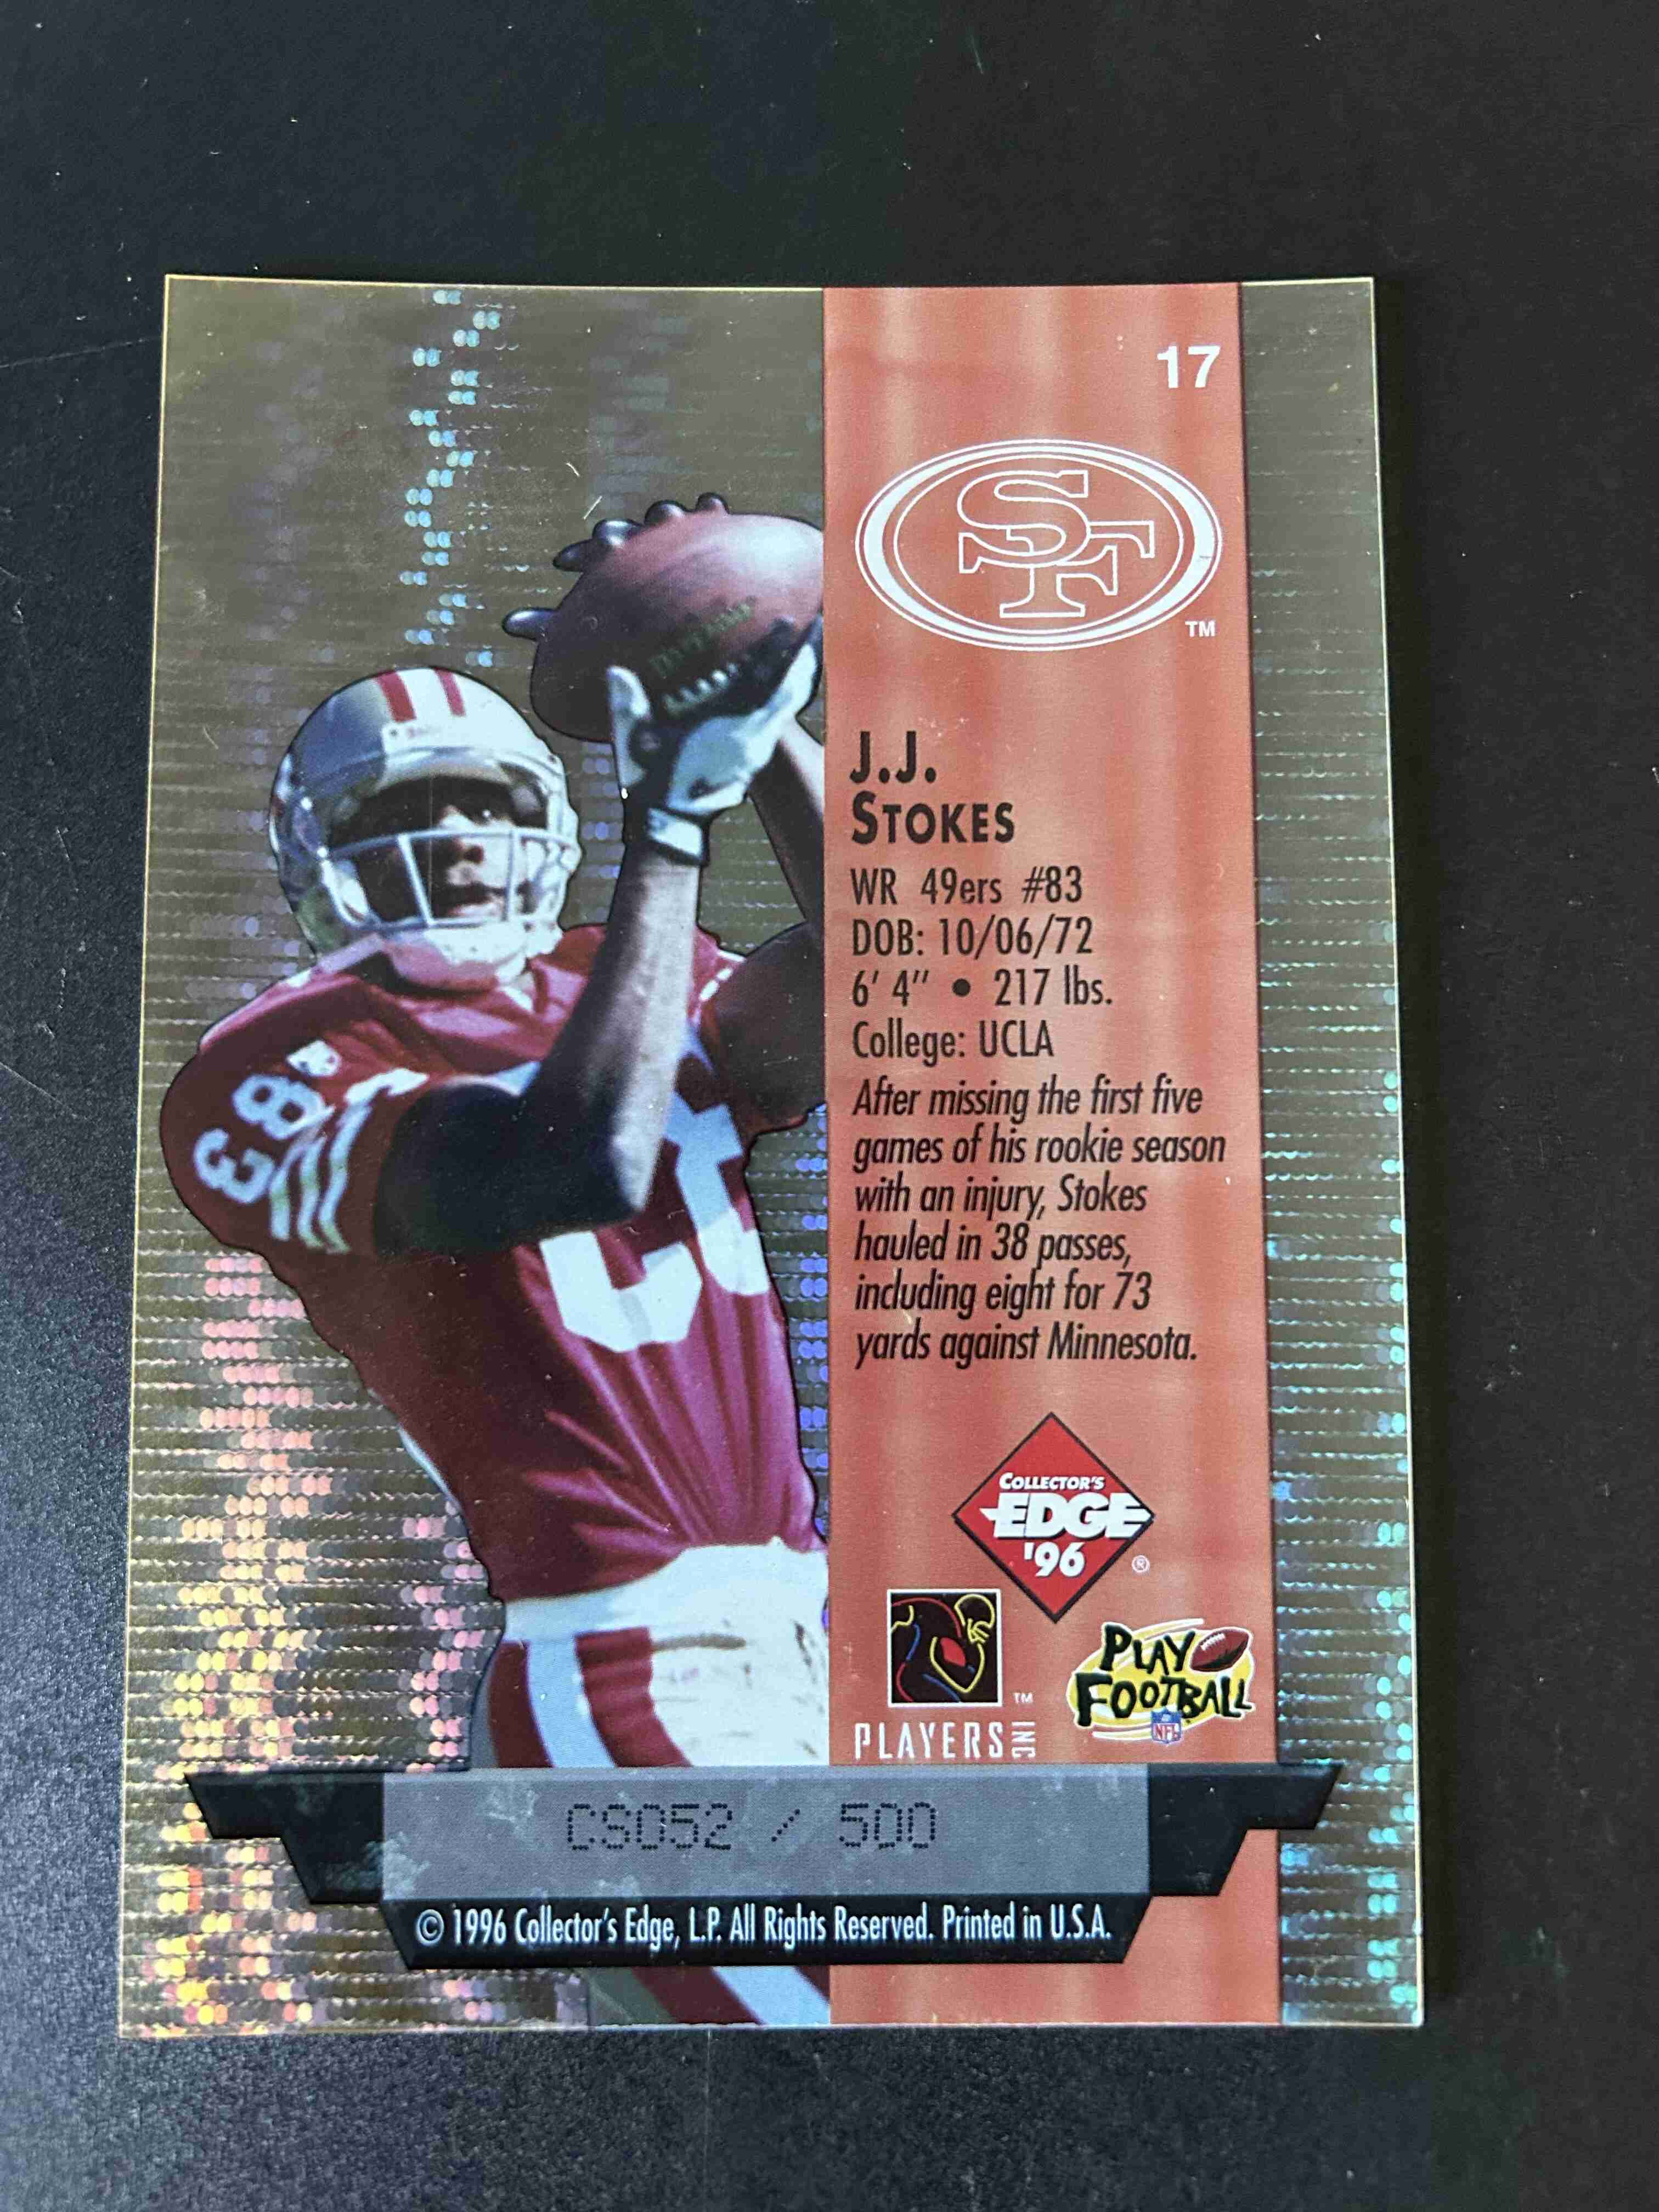 17
SF
TM
J.J.
STOKES
WR 49ers #83
DOB: 10/06/72
6' 4" • 217 lbs.
College: UCLA
After missing the first five
games of his rookie season
with an injury, Stokes
hauled in 38 passes,
including eight for 73
yards against Minnesota.
COLLECTOR'S
EDGE
'96
®
PLAY
FOOTBALL
NFL
TM
PLAYERS INC
83
CS052 / 500
© 1996 Collector's Edge, L.P. All Rights Reserved. Printed in U.S.A.